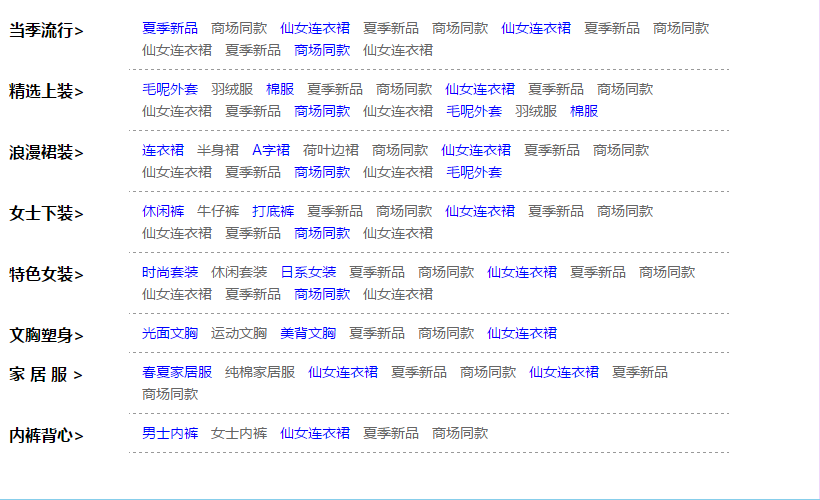 当季流行> 夏季新品 商场同款 仙女连衣裙 夏季新品 商场同款 仙女连衣裙 夏季新品 商场同款
仙女连衣裙 夏季新品 商场同款 仙女连衣裙
精选上装> 毛呢外套 羽绒服 棉服 夏季新品 商场同款 仙女连衣裙 夏季新品 商场同款
仙女连衣裙 夏季新品 商场同款 仙女连衣裙 毛呢外套 羽绒服 棉服
浪漫裙装> 连衣裙 半身裙 A字裙 荷叶边裙 商场同款 仙女连衣裙 夏季新品 商场同款
仙女连衣裙 夏季新品 商场同款 仙女连衣裙 毛呢外套
女士下装> 休闲裤 牛仔裤 打底裤 夏季新品 商场同款 仙女连衣裙 夏季新品 商场同款
仙女连衣裙 夏季新品 商场同款 仙女连衣裙
特色女装> 时尚套装 休闲套装 日系女装 夏季新品 商场同款 仙女连衣裙 夏季新品 商场同款
仙女连衣裙 夏季新品 商场同款 仙女连衣裙
文胸塑身> 光面文胸 运动文胸 美背文胸 夏季新品 商场同款 仙女连衣裙
家 居 服 > 春夏家居服 纯棉家居服 仙女连衣裙 夏季新品 商场同款 仙女连衣裙 夏季新品
商场同款
内裤背心> 男士内裤 女士内裤 仙女连衣裙 夏季新品 商场同款